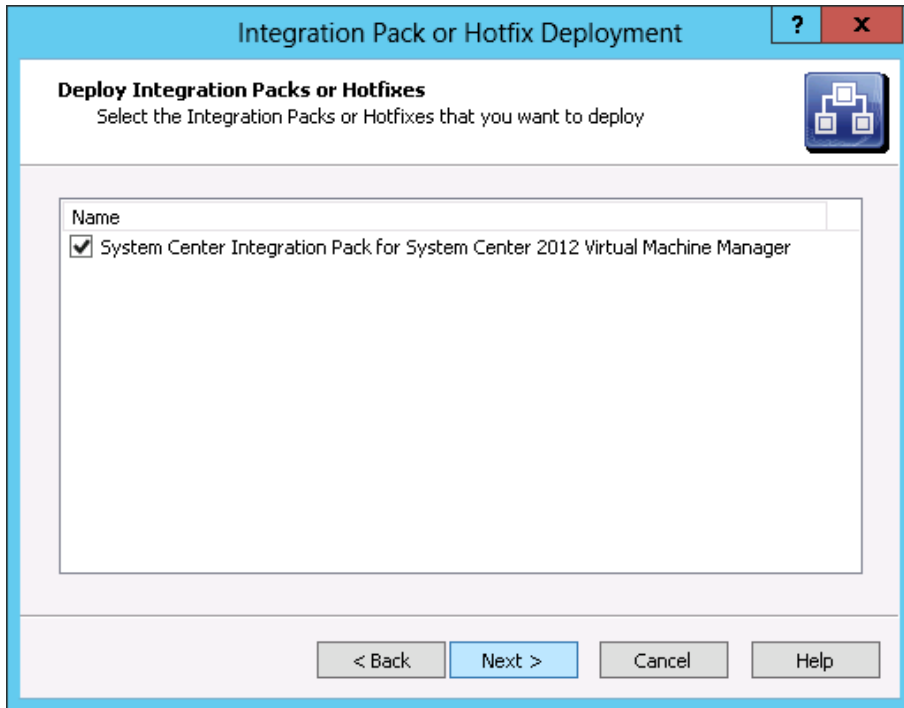 Integration Pack or Hotfix Deployment
?
x
Deploy Integration Packs or Hotfixes
Select the Integration Packs or Hotfixes that you want to deploy
Name
System Center Integration Pack for System Center 2012 Virtual Machine Manager
< Back
Next >
Cancel
Help